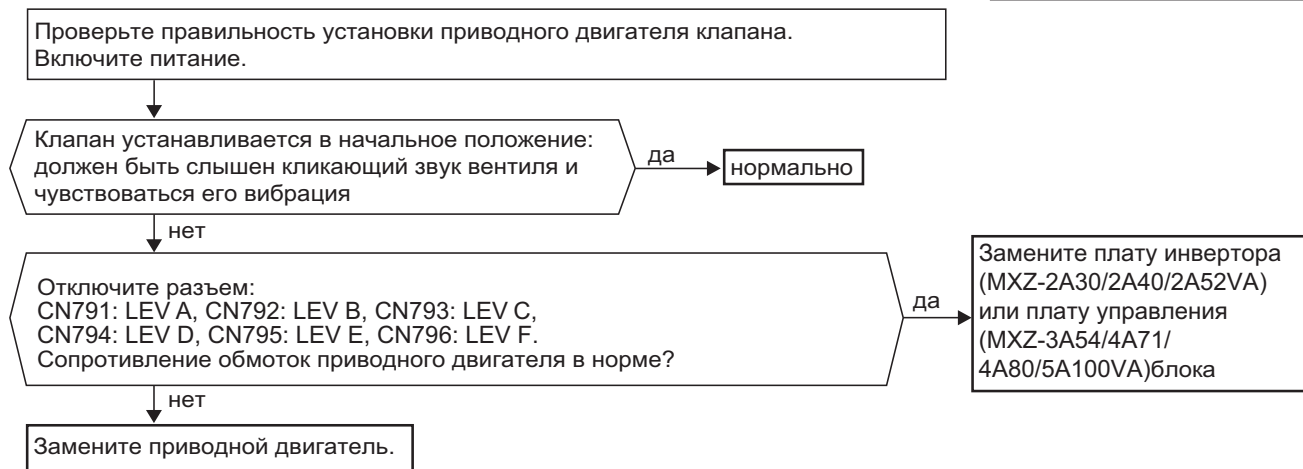 Проверьте правильность установки приводного двигателя клапана.
Включите питание.
Клапан устанавливается в начальное положение:
должен быть слышен кликающий звук вентиля и
чувствоваться его вибрация
да
нормально
нет
Отключите разъем:
CN791: LEV A, CN792: LEV B, CN793: LEV C,
CN794: LEV D, CN795: LEV E, CN796: LEV F.
Сопротивление обмоток приводного двигателя в норме?
да
Замените плату инвертора
(MXZ-2A30/2A40/2A52VA)
или плату управления
(MXZ-3A54/4A71/
4A80/5A100VA)блока
нет
Замените приводной двигатель.